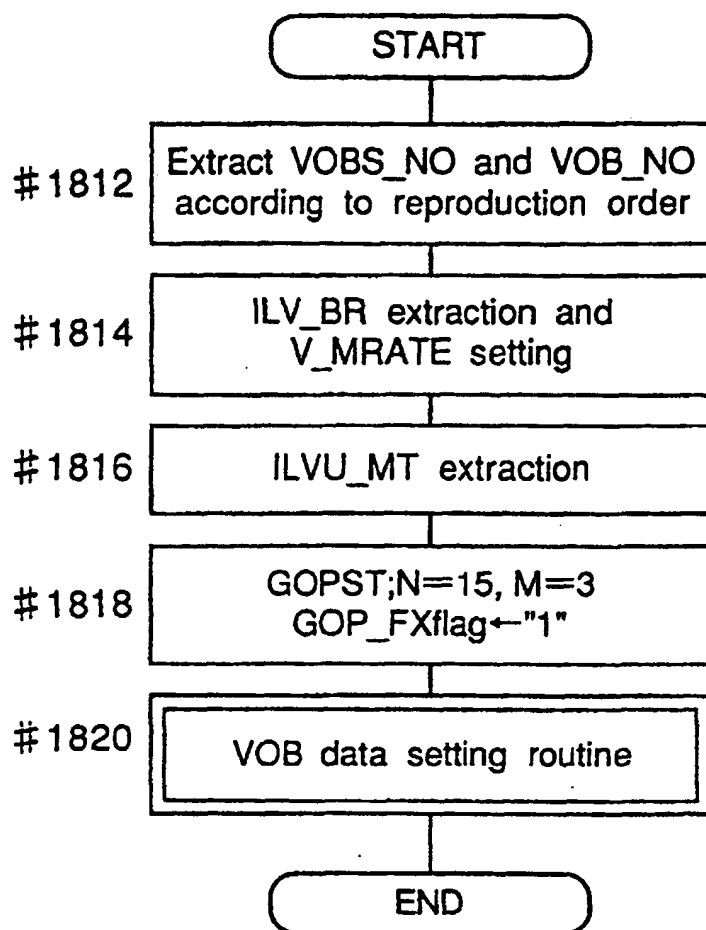 START
#1812
Extract VOBS_NO and VOB_NO
according to reproduction order
#1814
ILV_BR extraction and
V_MRATE setting
#1816
ILVU_MT extraction
#1818
GOPST;N=15, M=3
GOP_FXflag←"1"
#1820
VOB data setting routine
END